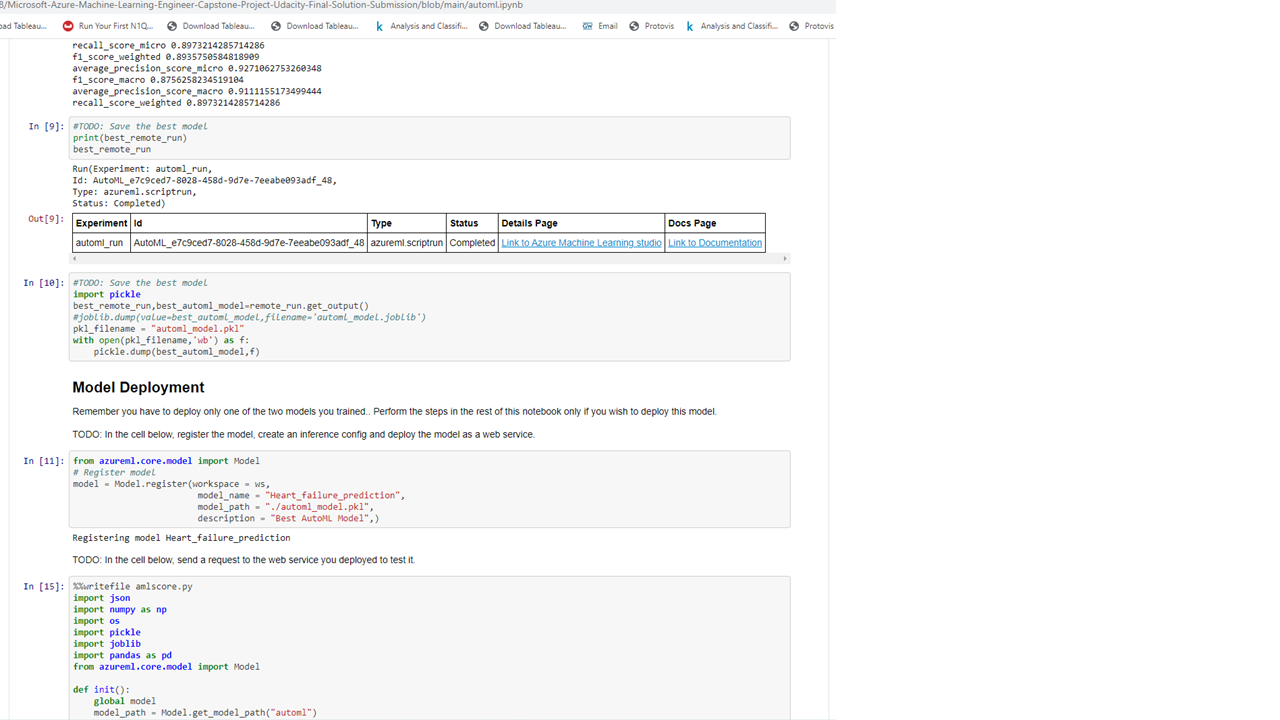 8/Microsoft-Azure-Machine-Learning-Engineer-Capstone-Project-Udacity-Final-Solution-Submission/blob/main/automl.ipynb
oad Tableau... Run Your First N1Q... Download Tableau... Download Tableau... Analysis and Classifi... Download Tableau... Email Protovis Analysis and Classifi... Protovis
recall_score_micro 0.8973214285714286
f1_score_weighted 0.8935750584818909
average_precision_score_micro 0.9271062753260348
f1_score_macro 0.8756258234519104
average_precision_score_macro 0.9111155173499444
recall_score_weighted 0.8973214285714286
In [9]: #TODO: Save the best model
print(best_remote_run)
best_remote_run
Run(Experiment: automl_run,
Id: AutoML_e7c9ced7-8028-458d-9d7e-7eeabe093adf_48,
Type: azureml.scriptrun,
Status: Completed)
Out[9]: Experiment Id Type Status Details Page Docs Page
automl_run AutoML_e7c9ced7-8028-458d-9d7e-7eeabe093adf_48 azureml.scriptrun Completed Link to Azure Machine Learning studio Link to Documentation
In [10]: #TODO: Save the best model
import pickle
best_remote_run,best_automl_model=remote_run.get_output()
#joblib.dump(value=best_automl_model,filename='automl_model.joblib')
pkl_filename = "automl_model.pkl"
with open(pkl_filename,'wb') as f:
    pickle.dump(best_automl_model,f)
Model Deployment
Remember you have to deploy only one of the two models you trained.. Perform the steps in the rest of this notebook only if you wish to deploy this model.
TODO: In the cell below, register the model, create an inference config and deploy the model as a web service.
In [11]: from azureml.core.model import Model
# Register model
model = Model.register(workspace = ws,
model_name = "Heart_failure_prediction",
model_path = "./automl_model.pkl",
description = "Best AutoML Model",)
Registering model Heart_failure_prediction
TODO: In the cell below, send a request to the web service you deployed to test it.
In [15]: %%writefile amlscore.py
import json
import numpy as np
import os
import pickle
import joblib
import pandas as pd
from azureml.core.model import Model
def init():
    global model
    model_path = Model.get_model_path("automl")